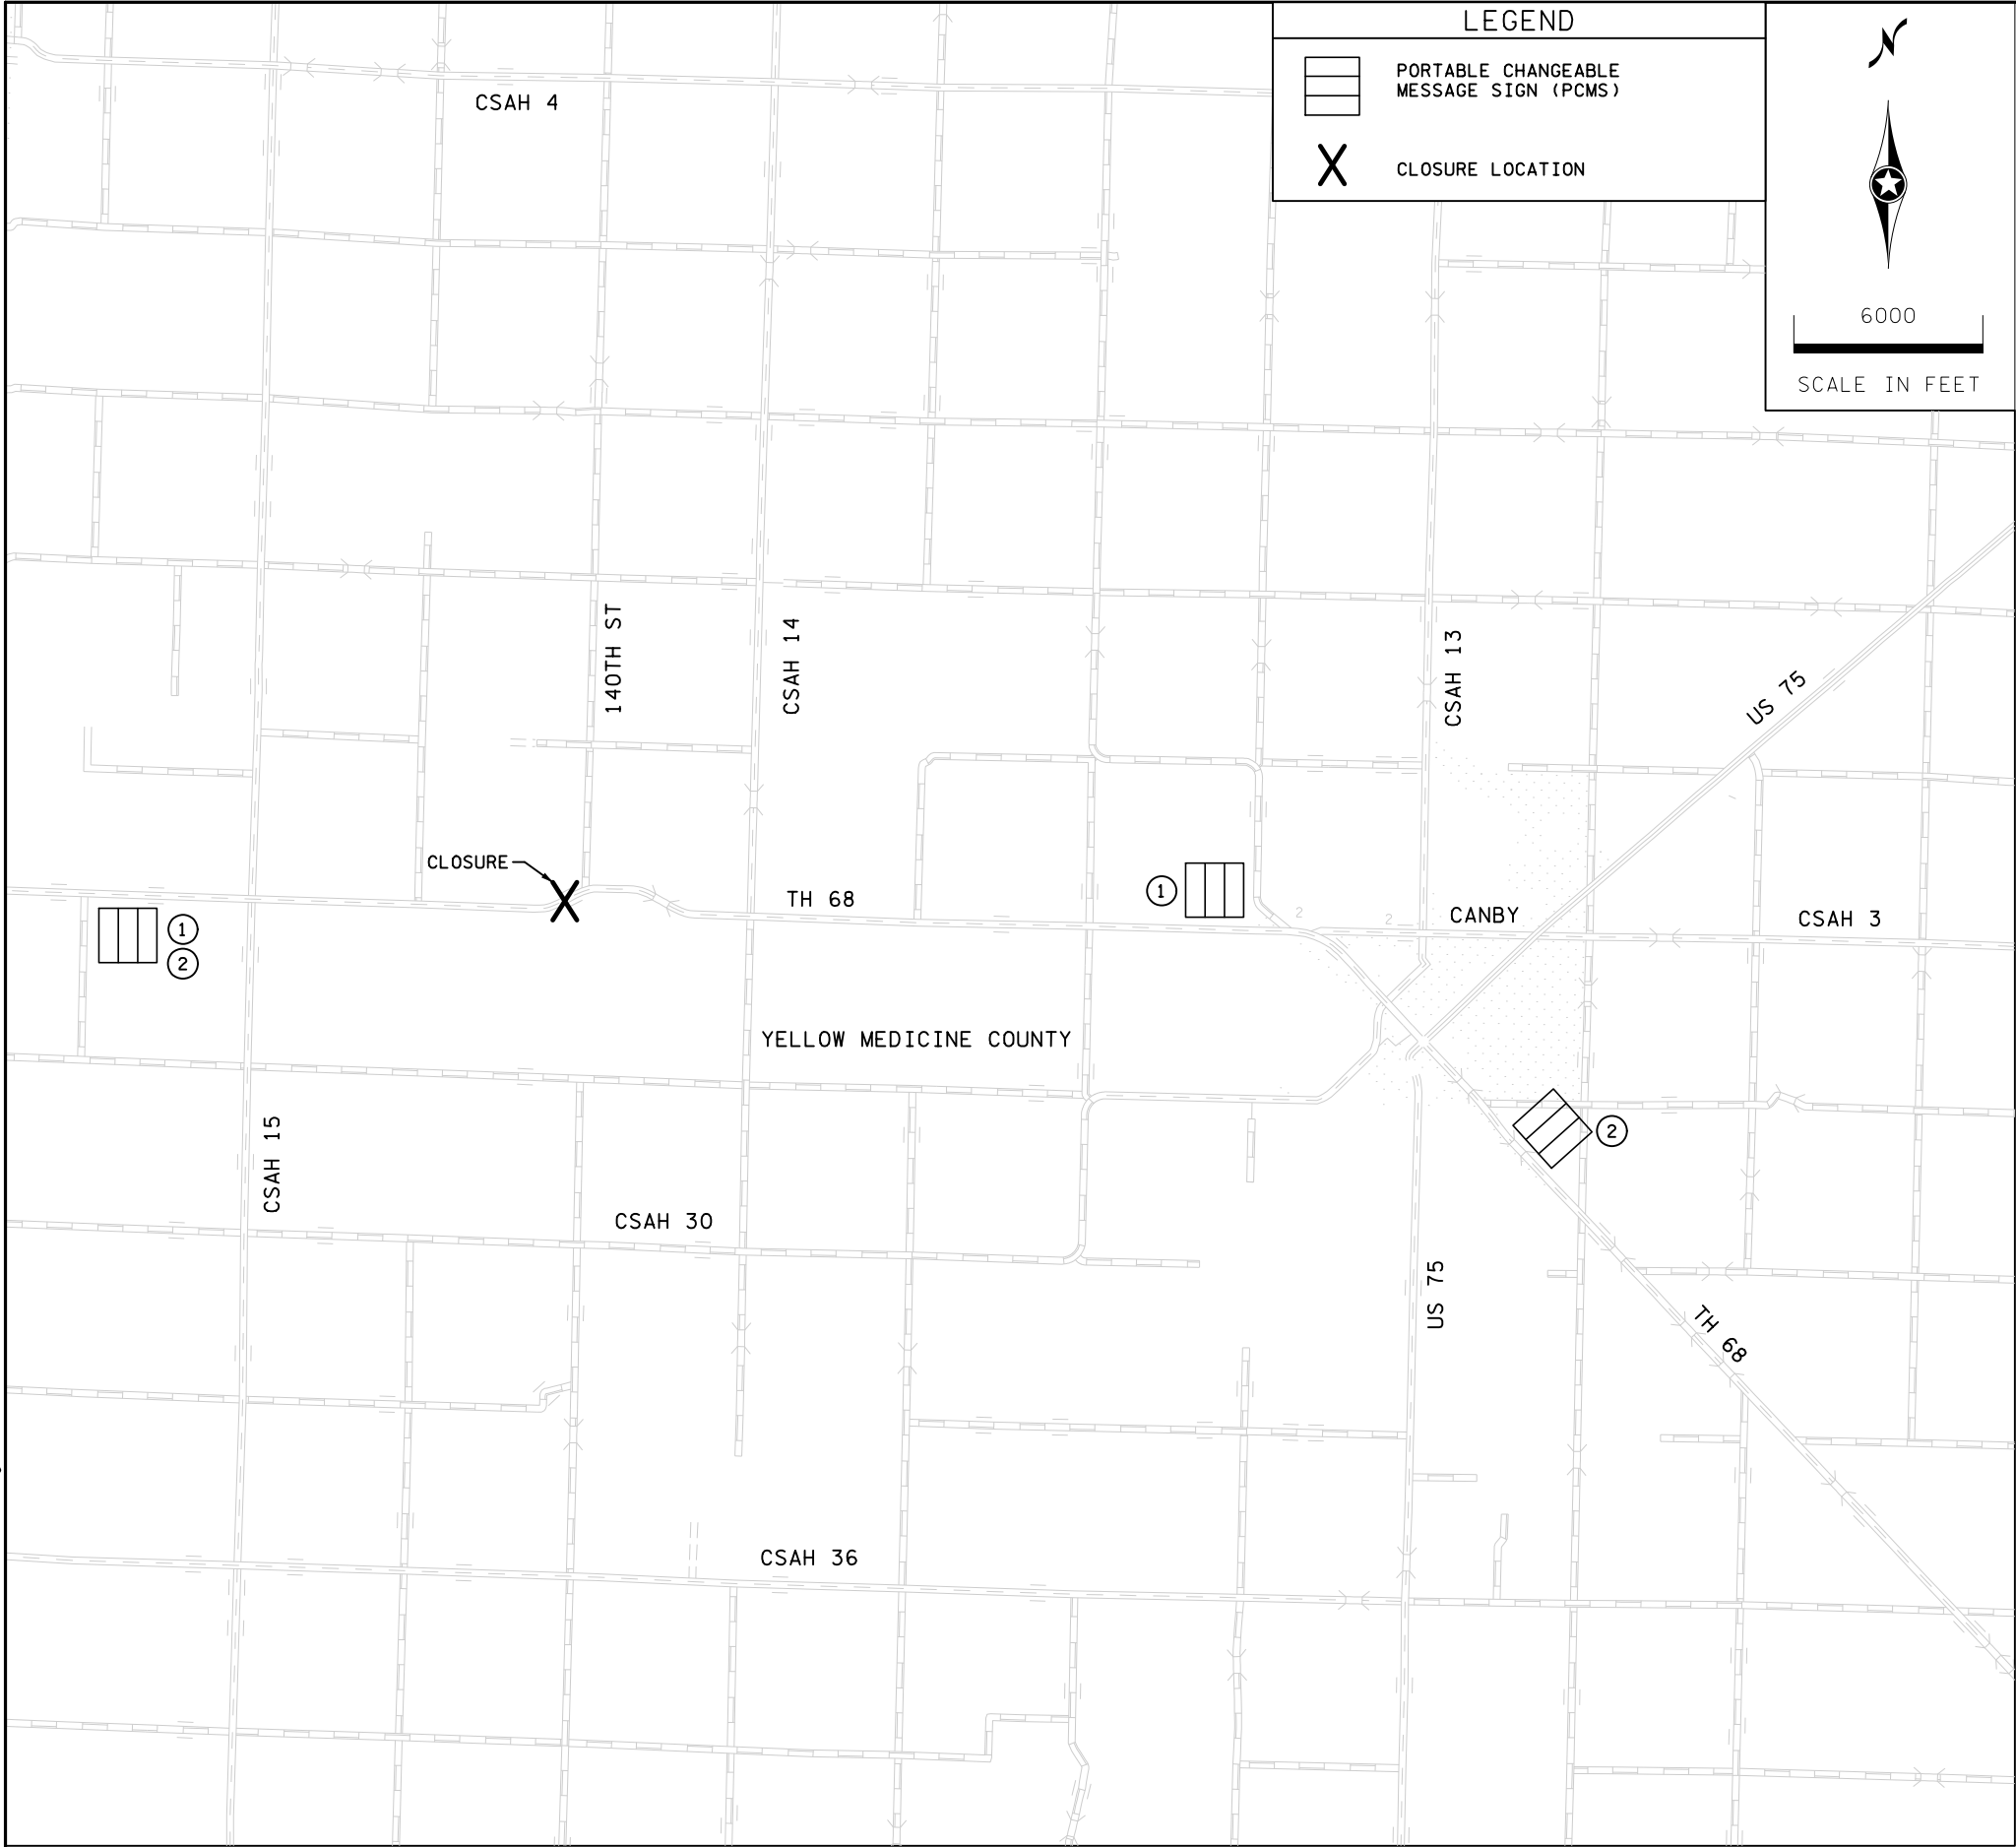 LEGEND
PORTABLE CHANGEABLE
MESSAGE SIGN (PCMS)
CLOSURE LOCATION
N
6000
SCALE IN FEET
CSAH 4
140TH ST
CSAH 14
CSAH 13
US 75
CLOSURE
TH 68
1
2
2
CANBY
CSAH 3
1
2
YELLOW MEDICINE COUNTY
2
CSAH 15
CSAH 30
US 75
TH 68
CSAH 36